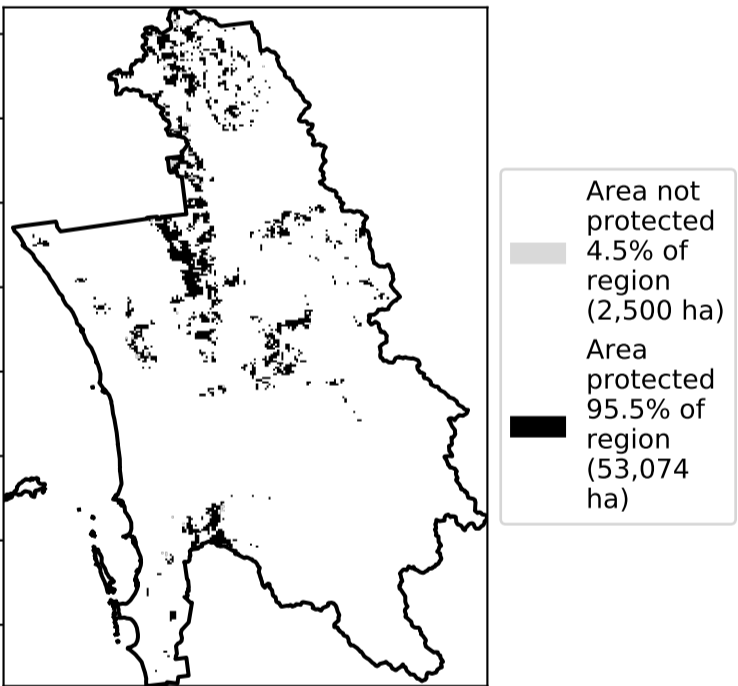 Area not
protected
4.5% of
region
(2,500 ha)
Area
protected
95.5% of
region
(53,074
ha)